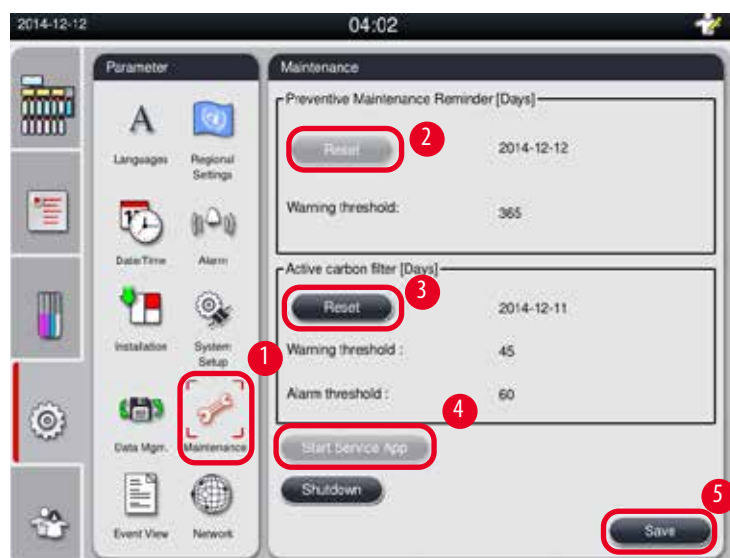 2014-12-12
04:02
Parameter
Languages
Regional
Settings
Date/Time
Alarm
Installation
System
Setup
1
Data Mgm.
Maintenance
Event View
Network
Maintenance
Preventive Maintenance Reminder [Days]
Reset
2
2014-12-12
Warning threshold:
365
Active carbon filter [Days]
Reset
3
2014-12-11
Warning threshold :
45
Alarm threshold :
60
4
Start Service App
Shutdown
5
Save